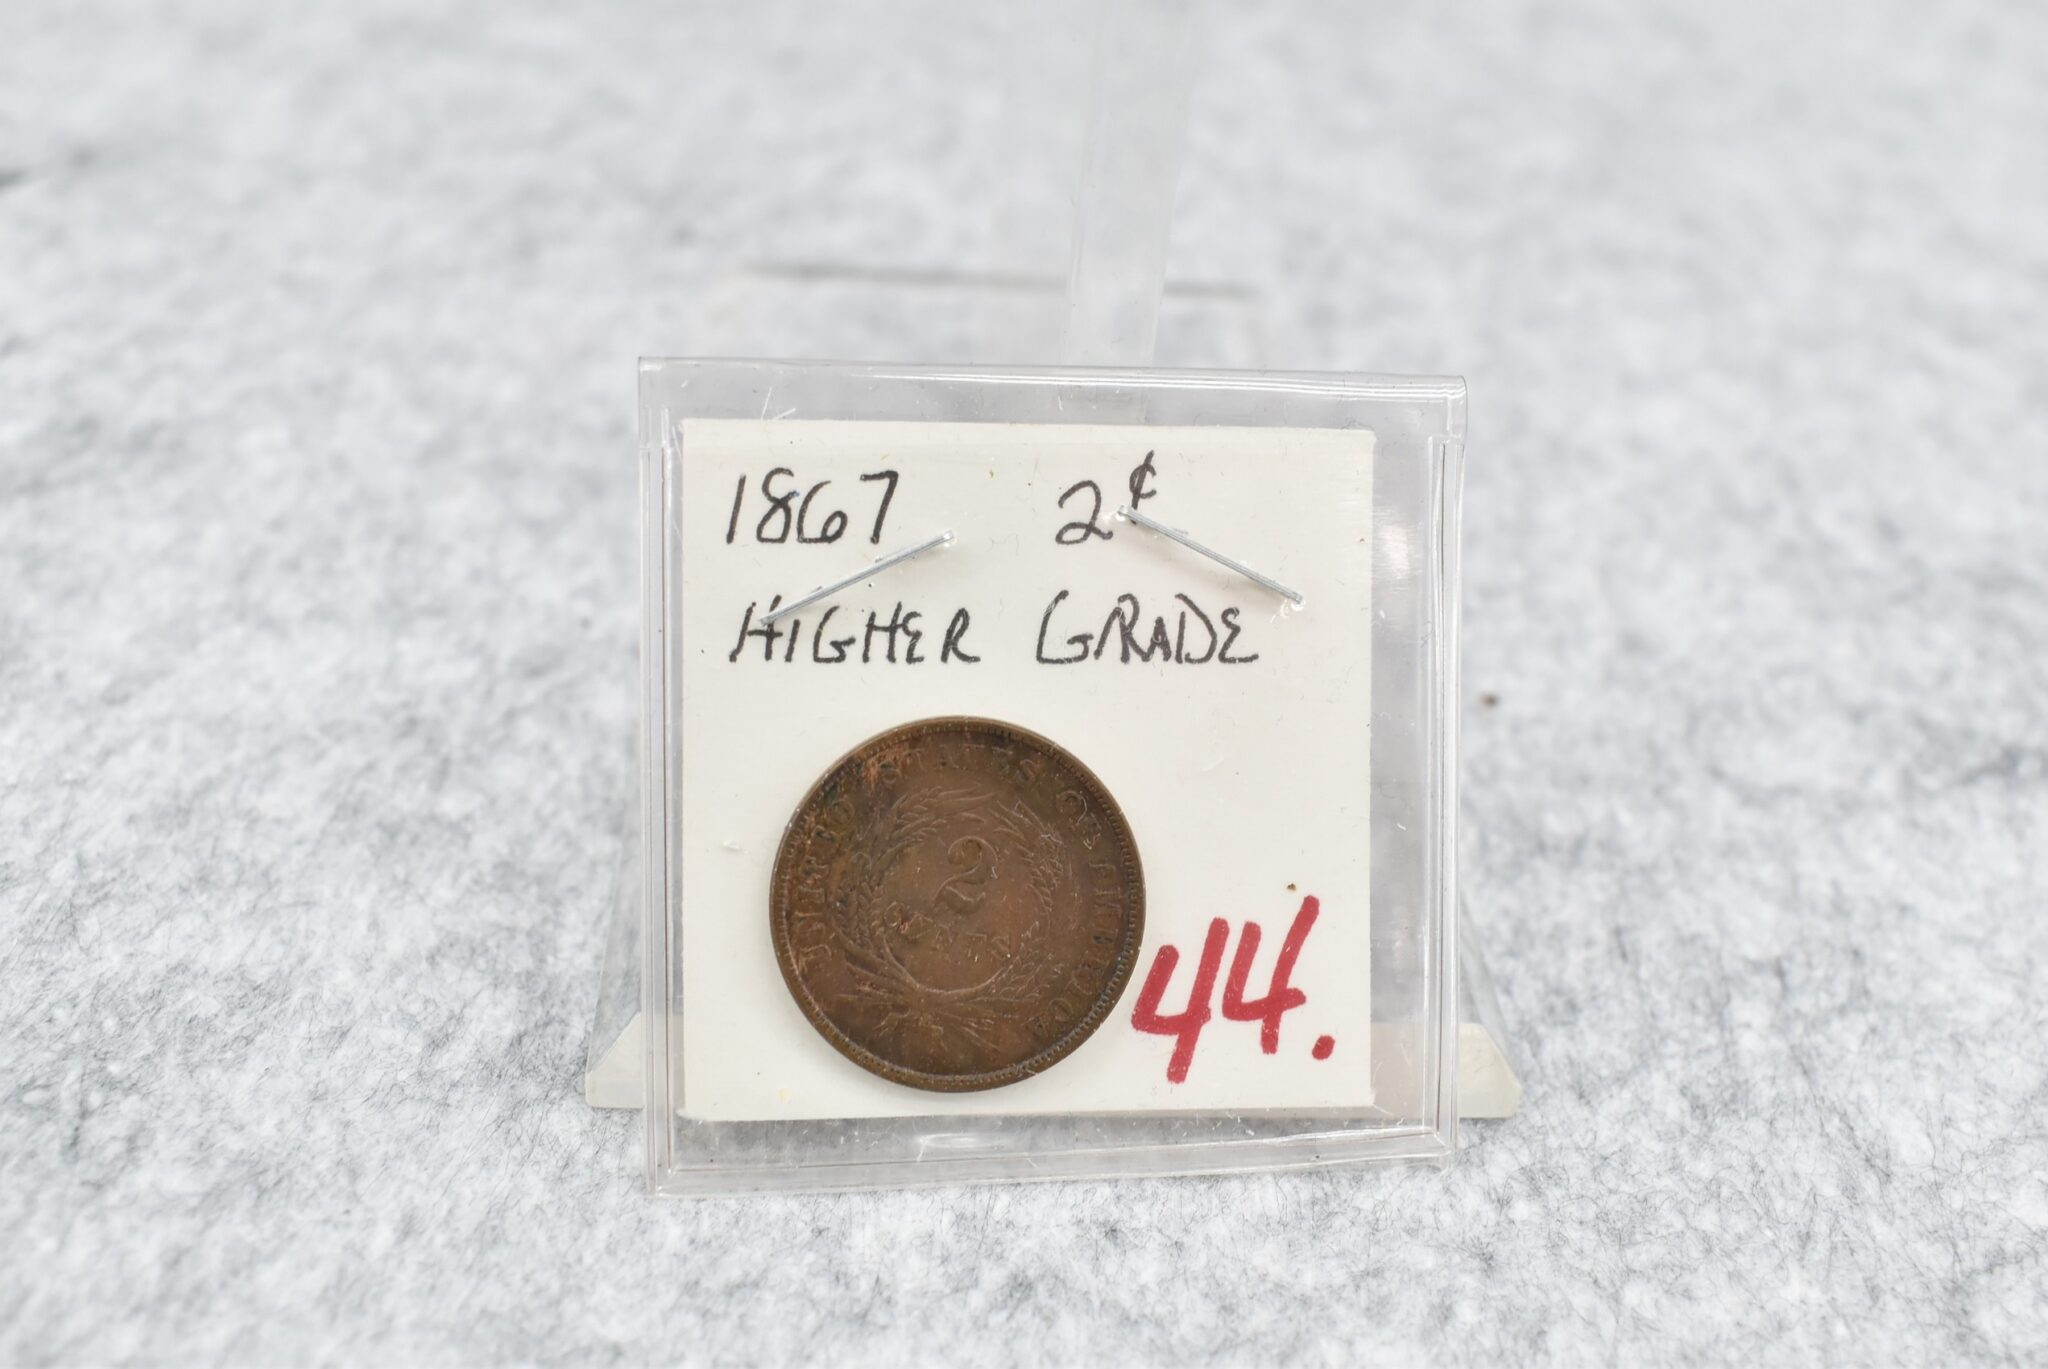 1867 2¢
HIGHER GRADE
UNITED STATES OF AMERICA
2
CENTS
44.